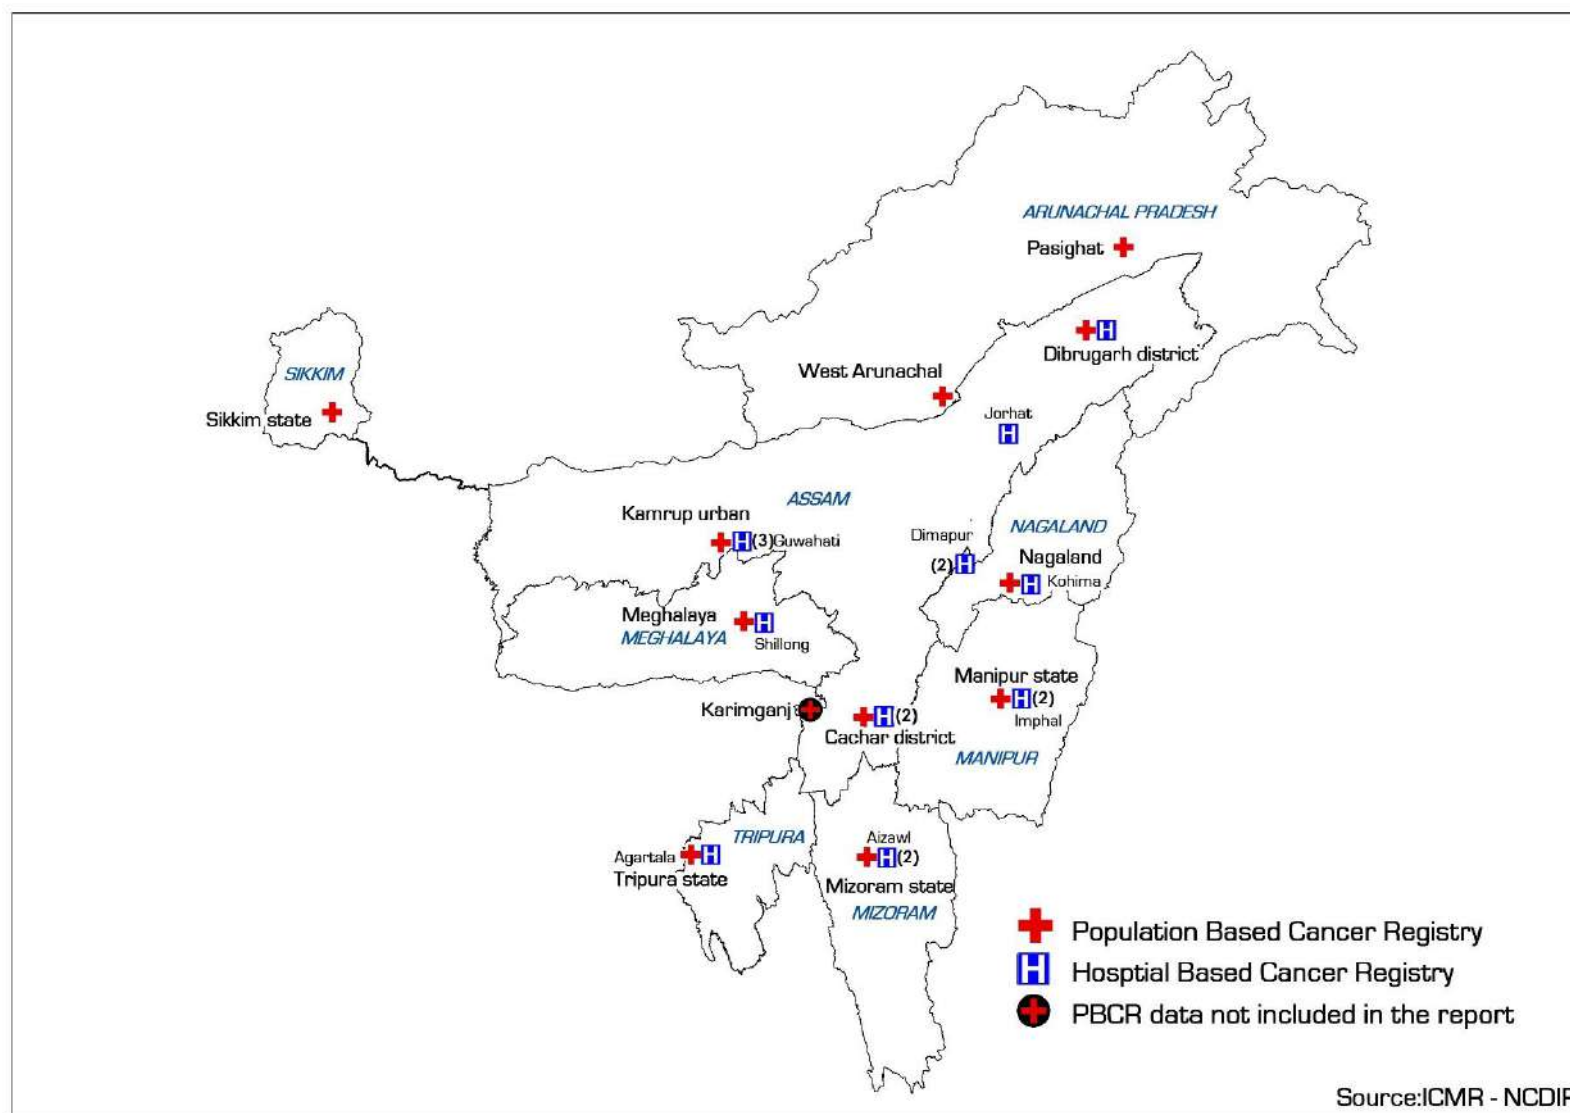 ARUNACHAL PRADESH
Pasighat
Dibrugarh district
West Arunachal
SIKKIM
Sikkim state
Jorhat
ASSAM
Kamrup urban
(3) Guwahati
Dimapur
(2)
NAGALAND
Nagaland
Kohima
Meghalaya
MEGHALAYA
Shillong
Manipur state
(2)
Imphal
MANIPUR
Karimganj
(2)
Cachar district
TRIPURA
Agartala
Tripura state
Aizawl
(2)
Mizoram state
MIZORAM
Population Based Cancer Registry
H Hosptial Based Cancer Registry
PBCR data not included in the report
Source:ICMR - NCDIR